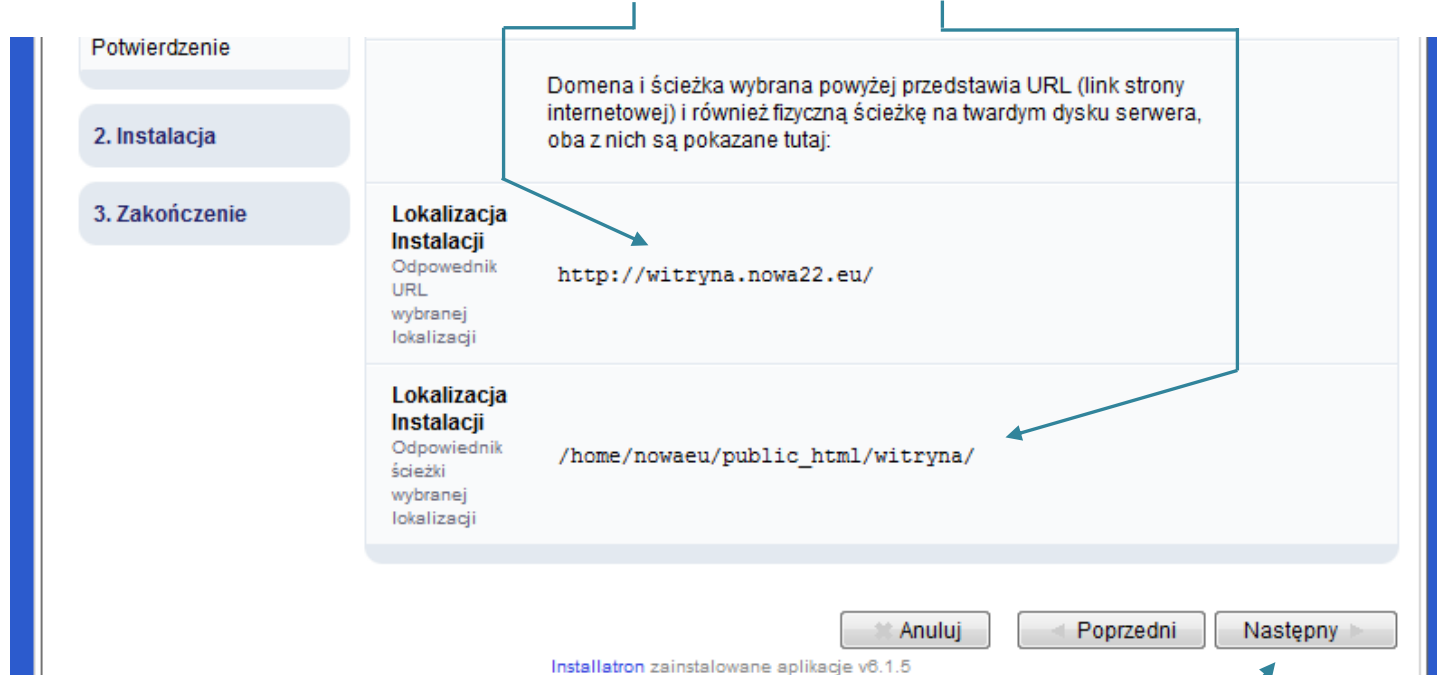 Potwierdzenie
Domena i ścieżka wybrana powyżej przedstawia URL (link strony
internetowej) i również fizyczną ścieżkę na twardym dysku serwera,
oba z nich są pokazane tutaj:
2. Instalacja
3. Zakończenie
Lokalizacja
Instalacji
Odpowednik
URL
wybranej
lokalizacji
http://witryna.nowa22.eu/
Lokalizacja
Instalacji
Odpowiednik
ścieżki
wybranej
lokalizacji
/home/nowaeu/public_html/witryna/
Anuluj
Poprzedni
Następny
Installatron zainstalowane aplikacje v6.1.5